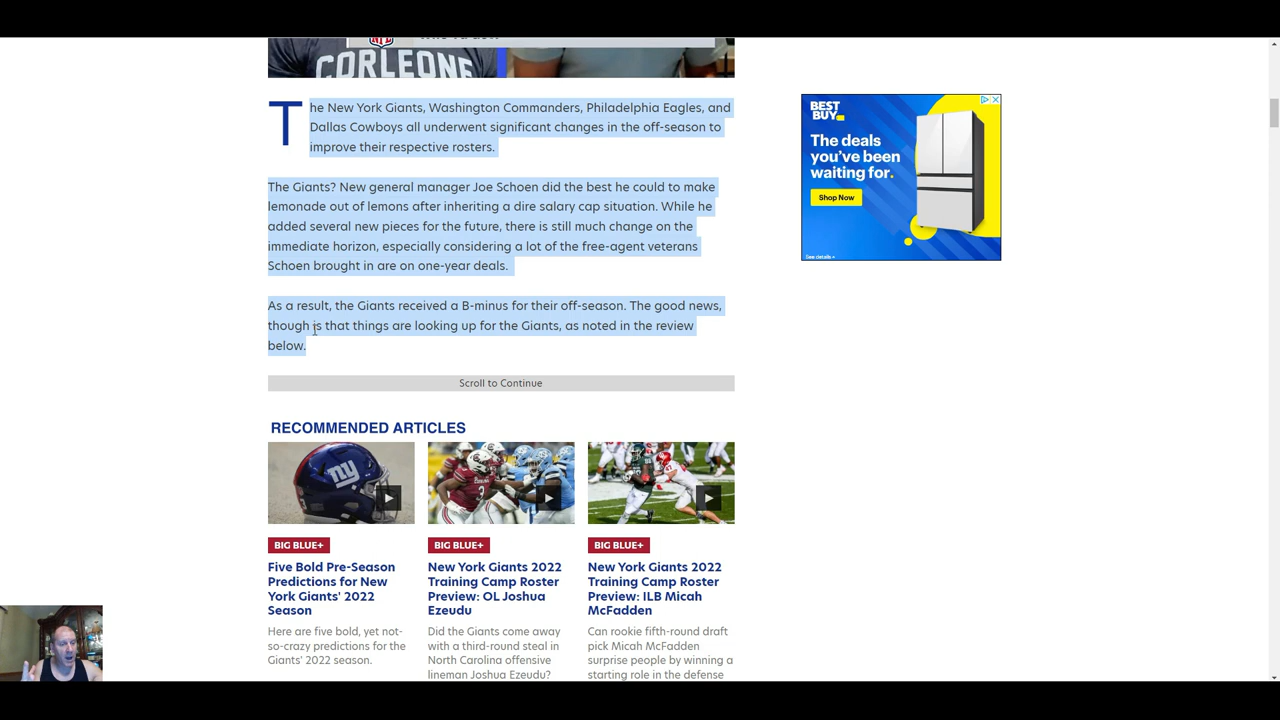 CORLEONE
The New York Giants, Washington Commanders, Philadelphia Eagles, and
Dallas Cowboys all underwent significant changes in the off-season to
improve their respective rosters.
The Giants? New general manager Joe Schoen did the best he could to make
lemonade out of lemons after inheriting a dire salary cap situation. While he
added several new pieces for the future, there is still much change on the
immediate horizon, especially considering a lot of the free-agent veterans
Schoen brought in are on one-year deals.
As a result, the Giants received a B-minus for their off-season. The good news,
though is that things are looking up for the Giants, as noted in the review
below.
Scroll to Continue
RECOMMENDED ARTICLES
BIG BLUE+
Five Bold Pre-Season
Predictions for New
York Giants' 2022
Season
Here are five bold, yet not-
so-crazy predictions for the
Giants' 2022 season.
BIG BLUE+
New York Giants 2022
Training Camp Roster
Preview: OL Joshua
Ezeudu
Did the Giants come away
with a third-round steal in
North Carolina offensive
lineman Joshua Ezeudu?
BIG BLUE+
New York Giants 2022
Training Camp Roster
Preview: ILB Micah
McFadden
Can rookie fifth-round draft
pick Micah McFadden
surprise people by winning a
starting role in the defense
BEST
BUY
The deals
you've been
waiting for.
Shop Now
See details